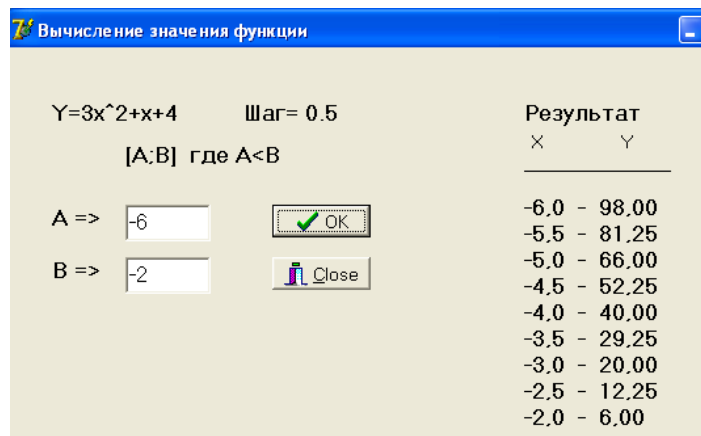 Вычисление значения функции
Y=3x^2+x+4 Шаг= 0.5
[A;B] где A<B
A => -6
OK
B => -2
Close
Результат
X Y
-6,0 - 98,00
-5,5 - 81,25
-5,0 - 66,00
-4,5 - 52,25
-4,0 - 40,00
-3,5 - 29,25
-3,0 - 20,00
-2,5 - 12,25
-2,0 - 6,00